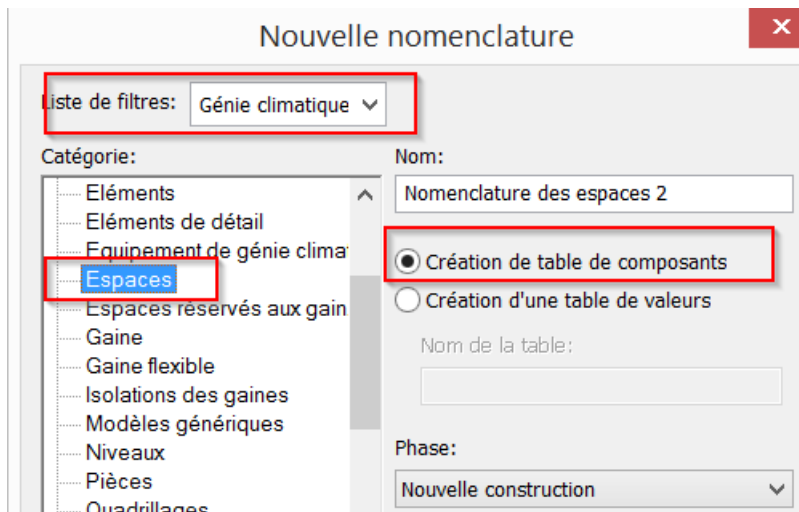 Nouvelle nomenclature
Liste de filtres: Génie climatique
Catégorie:
Eléments
Eléments de détail
Equipement de génie clima
Espaces
Espaces réservés aux gain
Gaine
Gaine flexible
Isolations des gaines
Modèles génériques
Niveaux
Pièces
Quadrillages
Nom:
Nomenclature des espaces 2
Création de table de composants
Création d'une table de valeurs
Nom de la table:
Phase:
Nouvelle construction